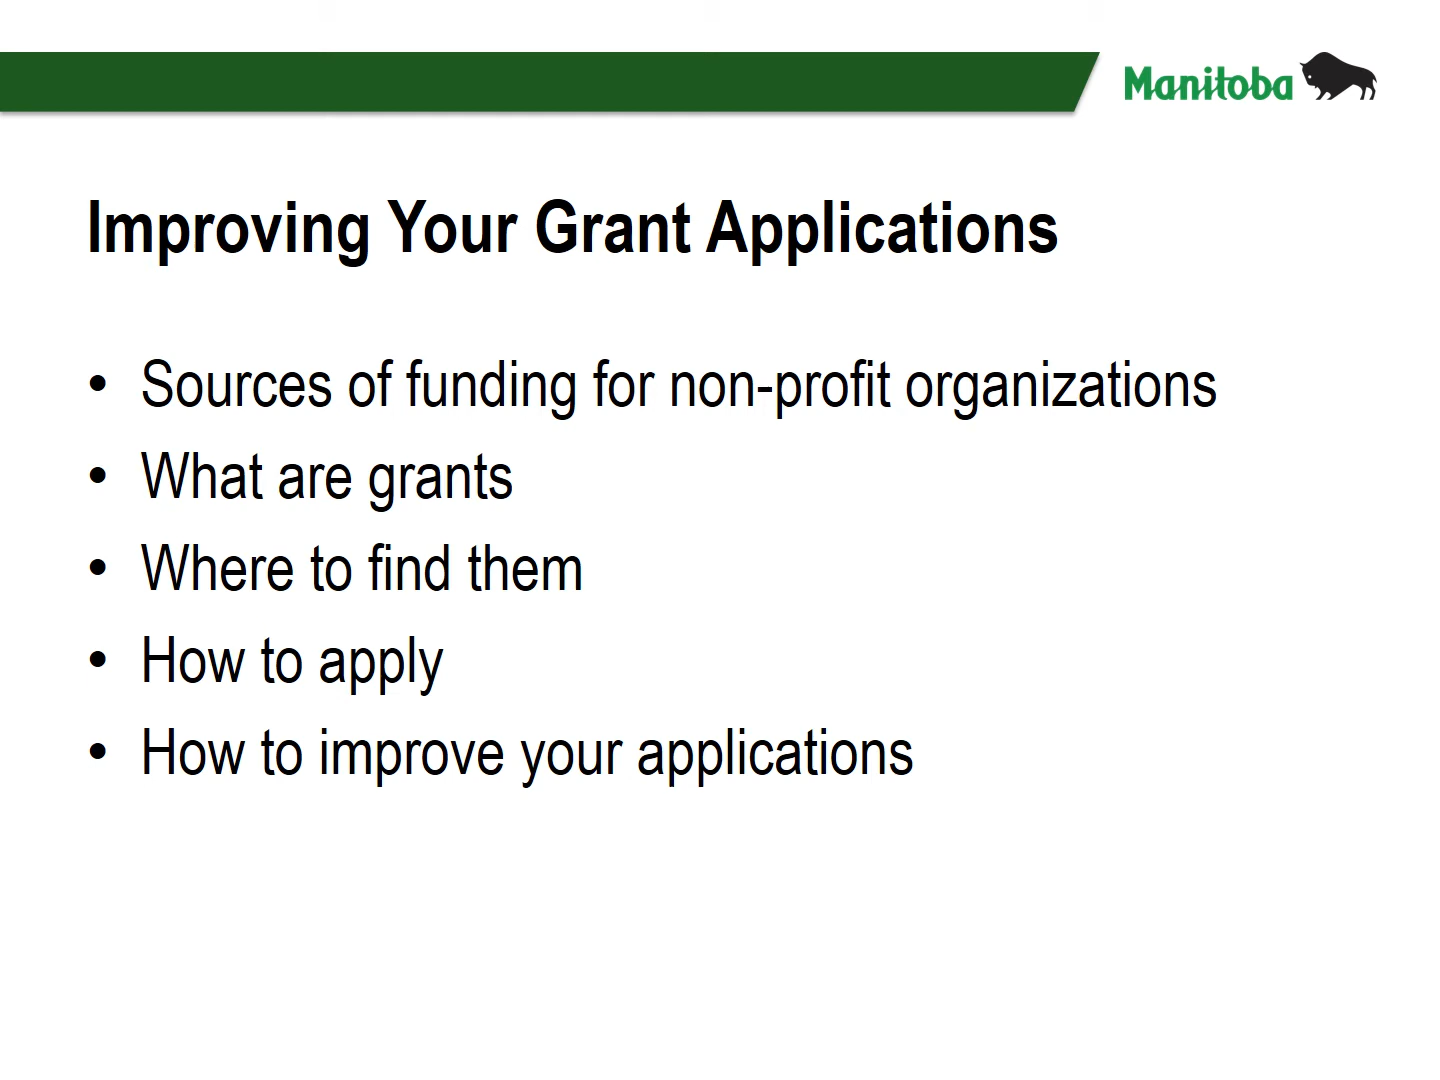 Manitoba
Improving Your Grant Applications
• Sources of funding for non-profit organizations
• What are grants
• Where to find them
• How to apply
• How to improve your applications